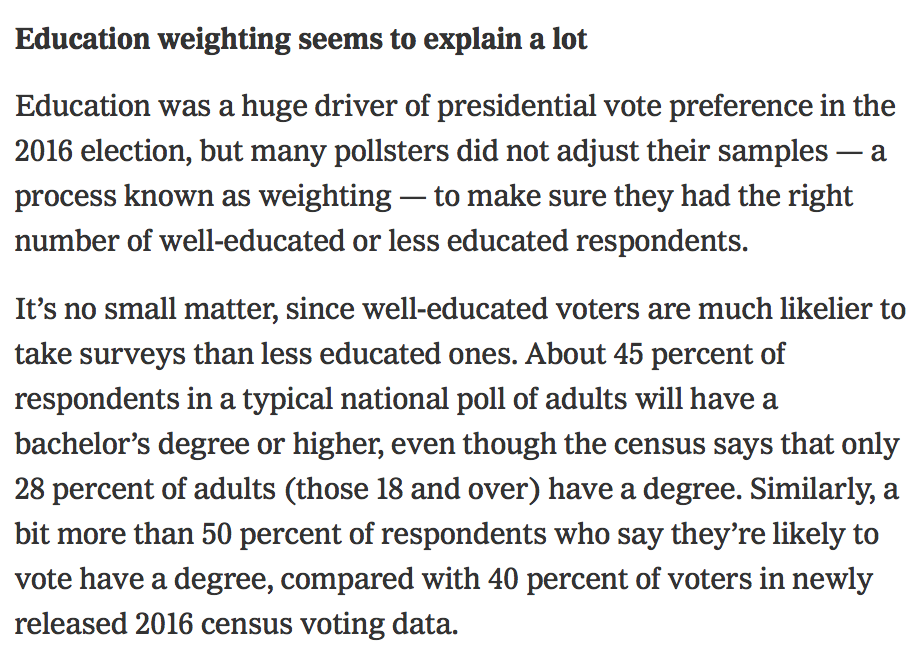 Education weighting seems to explain a lot
Education was a huge driver of presidential vote preference in the
2016 election, but many pollsters did not adjust their samples — a
process known as weighting — to make sure they had the right
number of well-educated or less educated respondents.
It’s no small matter, since well-educated voters are much likelier to
take surveys than less educated ones. About 45 percent of
respondents in a typical national poll of adults will have a
bachelor’s degree or higher, even though the census says that only
28 percent of adults (those 18 and over) have a degree. Similarly, a
bit more than 50 percent of respondents who say they’re likely to
vote have a degree, compared with 40 percent of voters in newly
released 2016 census voting data.